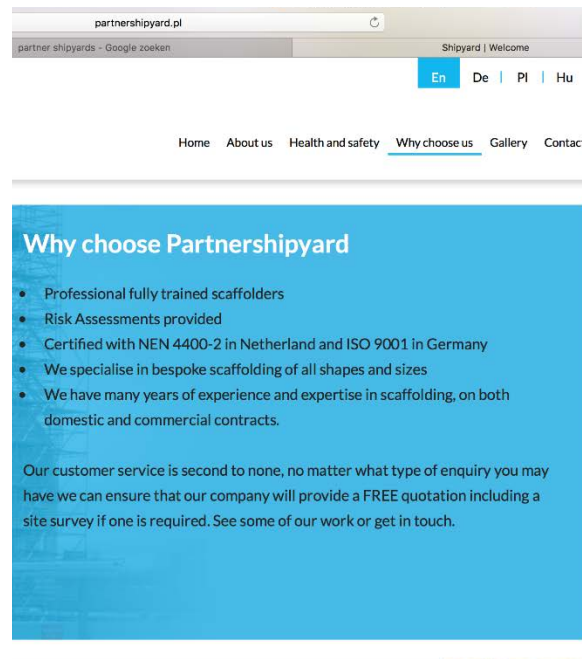 partnershipyard.pl
partner shipyards - Google zoeken
Shipyard | Welcome
En De | Pl | Hu
Home About us Health and safety Why choose us Gallery Contact
Why choose Partnershipyard
• Professional fully trained scaffolders
• Risk Assessments provided
• Certified with NEN 4400-2 in Netherland and ISO 9001 in Germany
• We specialise in bespoke scaffolding of all shapes and sizes
• We have many years of experience and expertise in scaffolding, on both
domestic and commercial contracts.
Our customer service is second to none, no matter what type of enquiry you may
have we can ensure that our company will provide a FREE quotation including a
site survey if one is required. See some of our work or get in touch.